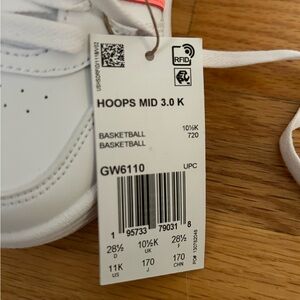 RFID
HOOPS MID 3.0 K
BASKETBALL 10½K
BASKETBALL 720
GW6110 UPC
1 95733 79031 8
28½ 10½K 28½
D UK F
11K 170 170
US J CHN